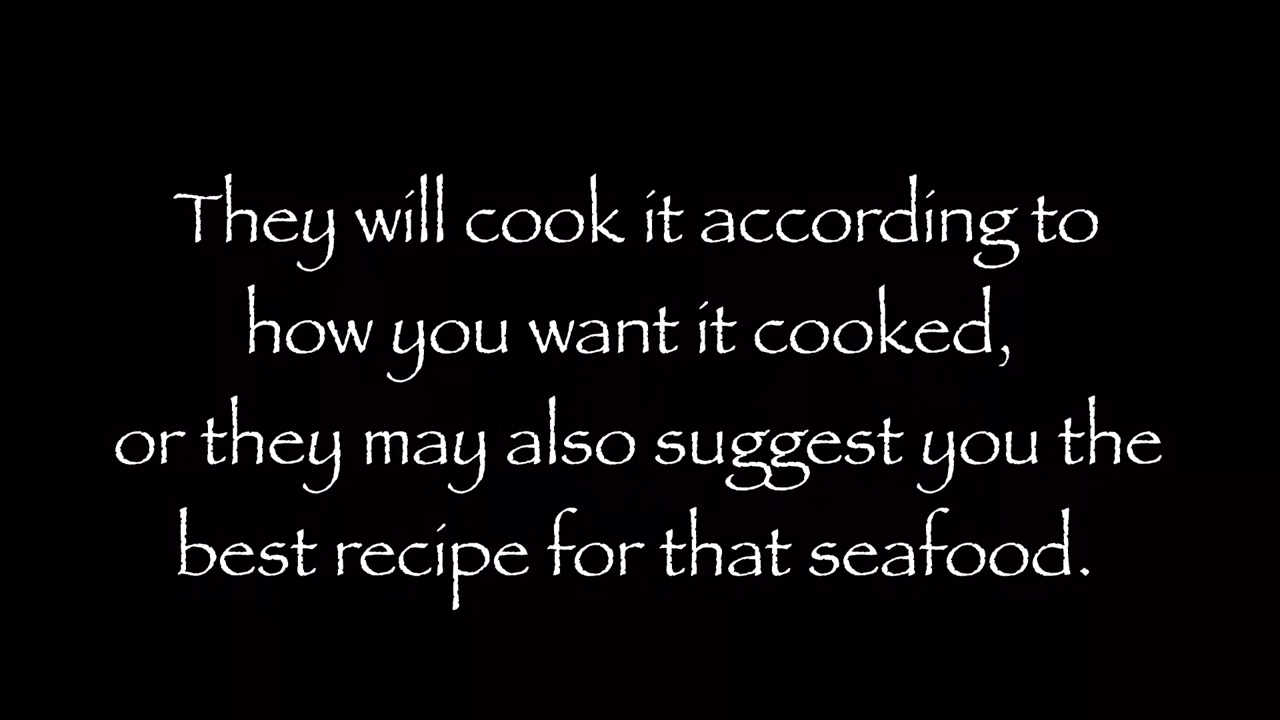 They will cook it according to
how you want it cooked,
or they may also suggest you the
best recipe for that seafood.